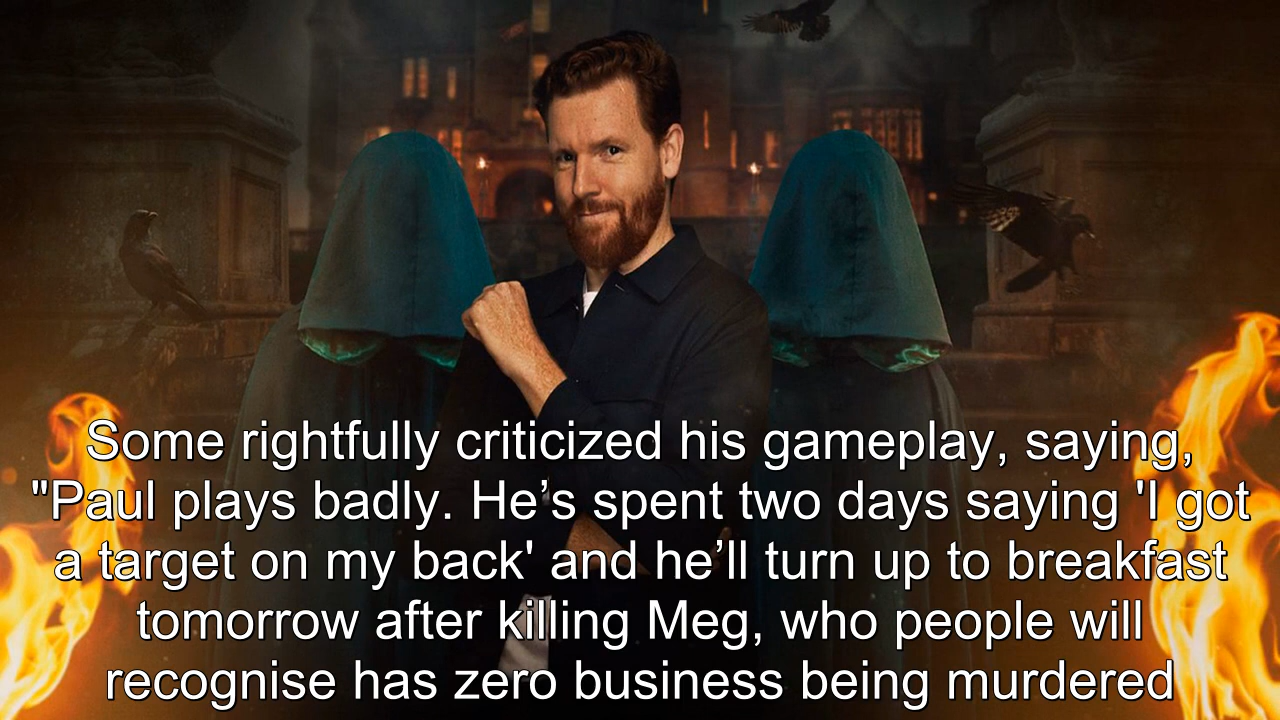 Some rightfully criticized his gameplay, saying,
"Paul plays badly. He’s spent two days saying 'I got
a target on my back' and he’ll turn up to breakfast
tomorrow after killing Meg, who people will
recognise has zero business being murdered